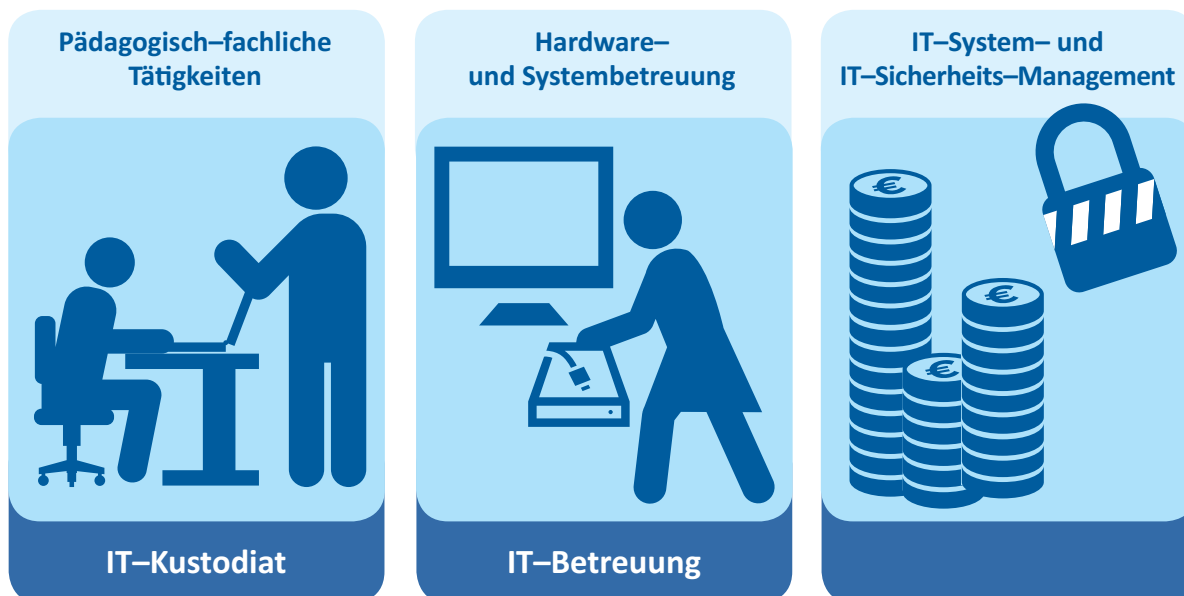 Pädagogisch–fachliche
Tätigkeiten
IT–Kustodiat
Hardware–
und Systembetreuung
IT–Betreuung
IT–System– und
IT–Sicherheits–Management
€
€
€